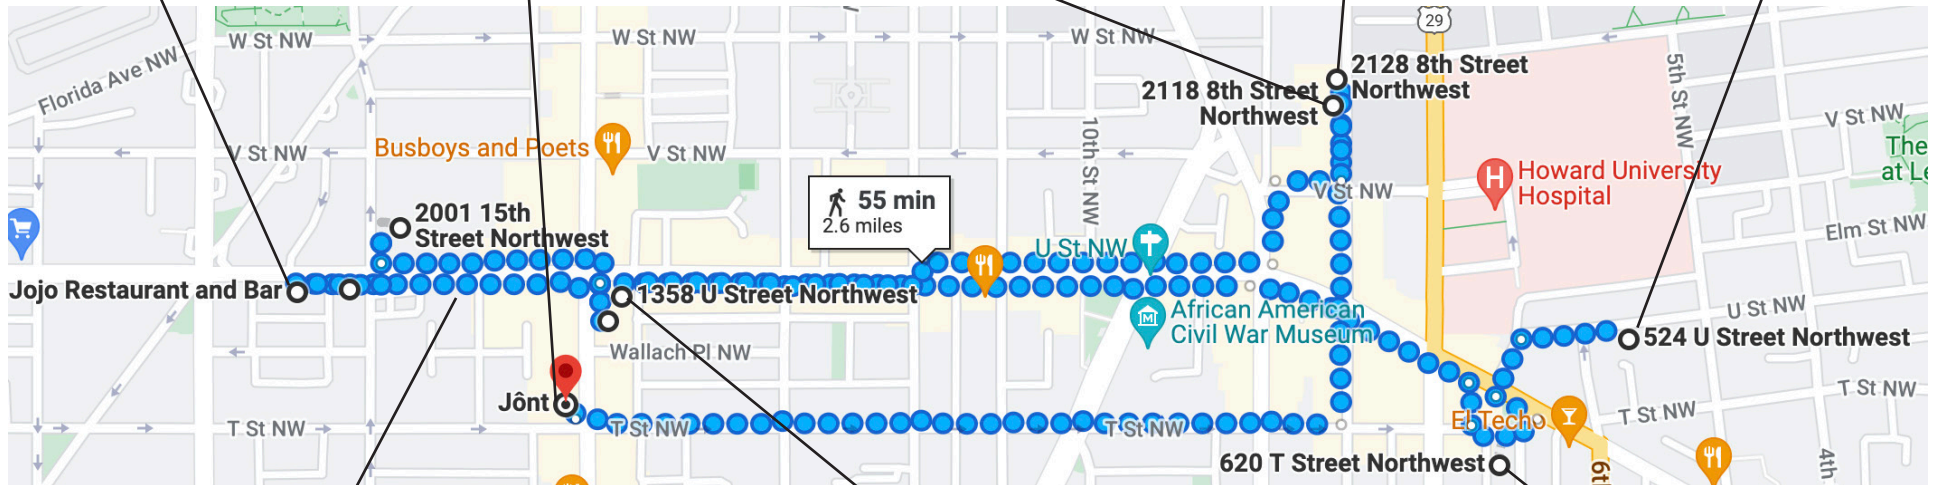 29
W St NW
W St NW
W St NW
Florida Ave NW
2128 8th Street
Northwest
2118 8th Street
Northwest
5th St NW
V St NW
V St NW
V St NW
Busboys and Poets
10th St NW
The
at Le
Howard University
Hospital
H
V St NW
55 min
2.6 miles
2001 15th
Street Northwest
U St NW
Elm St NW
Jojo Restaurant and Bar
1358 U Street Northwest
African American
Civil War Museum
M
U St NW
524 U Street Northwest
Wallach Pl NW
Jônt
T St NW
T St NW
T St NW
T St NW
T St NW
El Techo
620 T Street Northwest
6t
4th